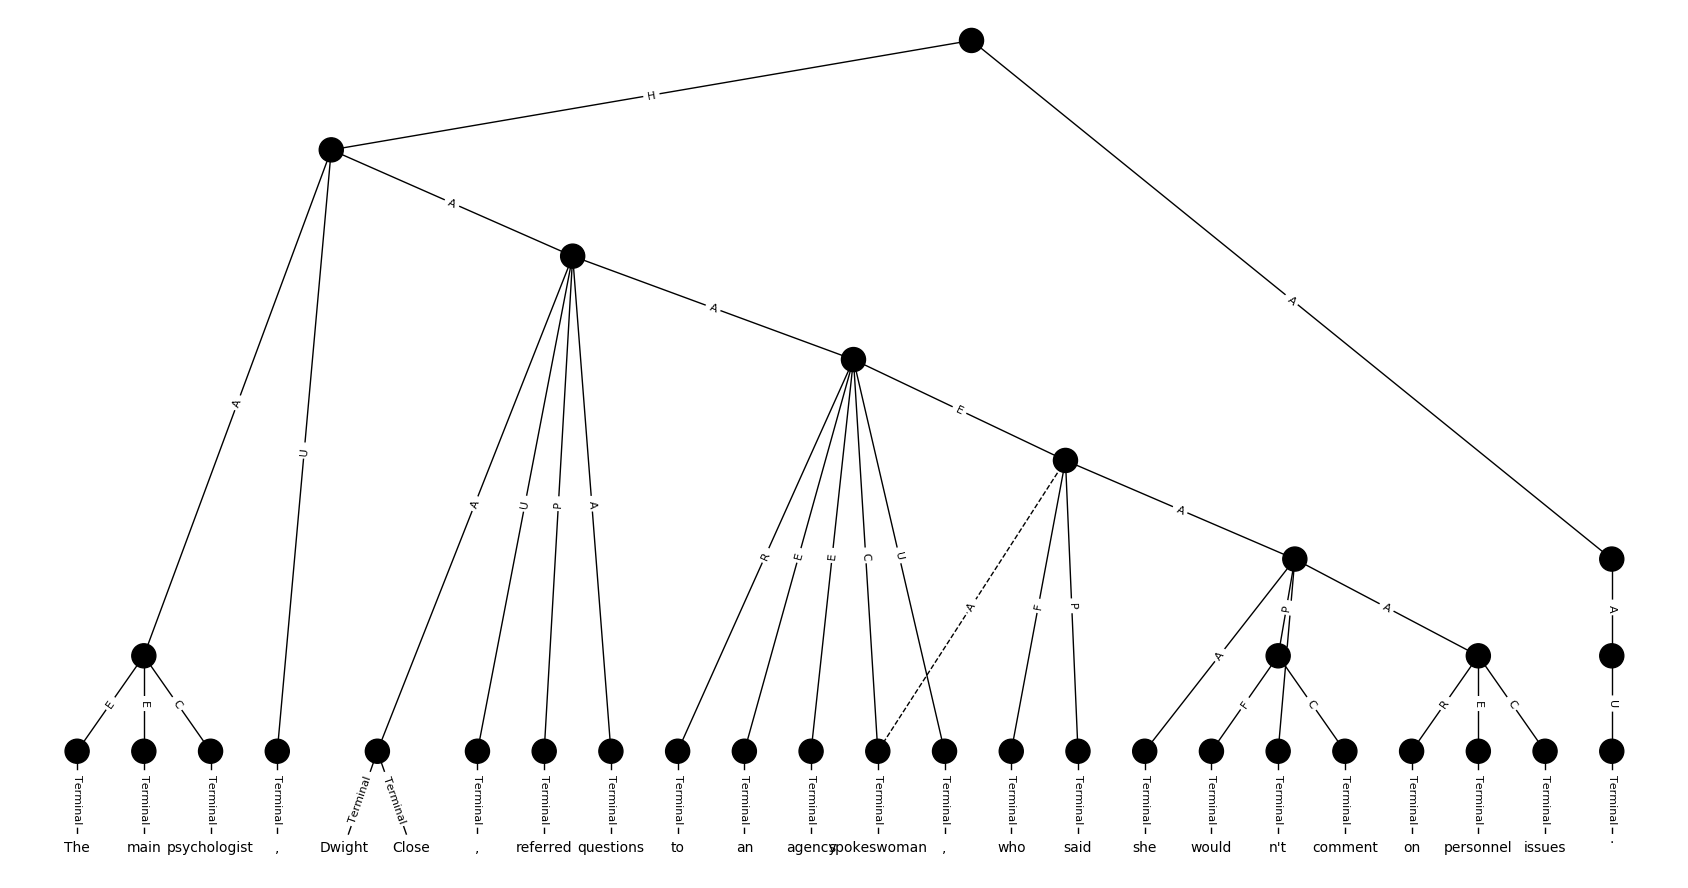 H
A
A
A
U
A
A
E
A
U
P
A
R
E
E
C
U
A
F
P
A
P
A
A
A
E
E
C
F
C
R
E
C
U
Terminal Terminal Terminal Terminal Terminal Terminal Terminal Terminal Terminal Terminal Terminal Terminal Terminal Terminal Terminal Terminal Terminal Terminal Terminal Terminal Terminal Terminal Terminal Terminal
The main psychologist , Dwight Close , referred questions to an agency spokeswoman , who said she would n't comment on personnel issues .